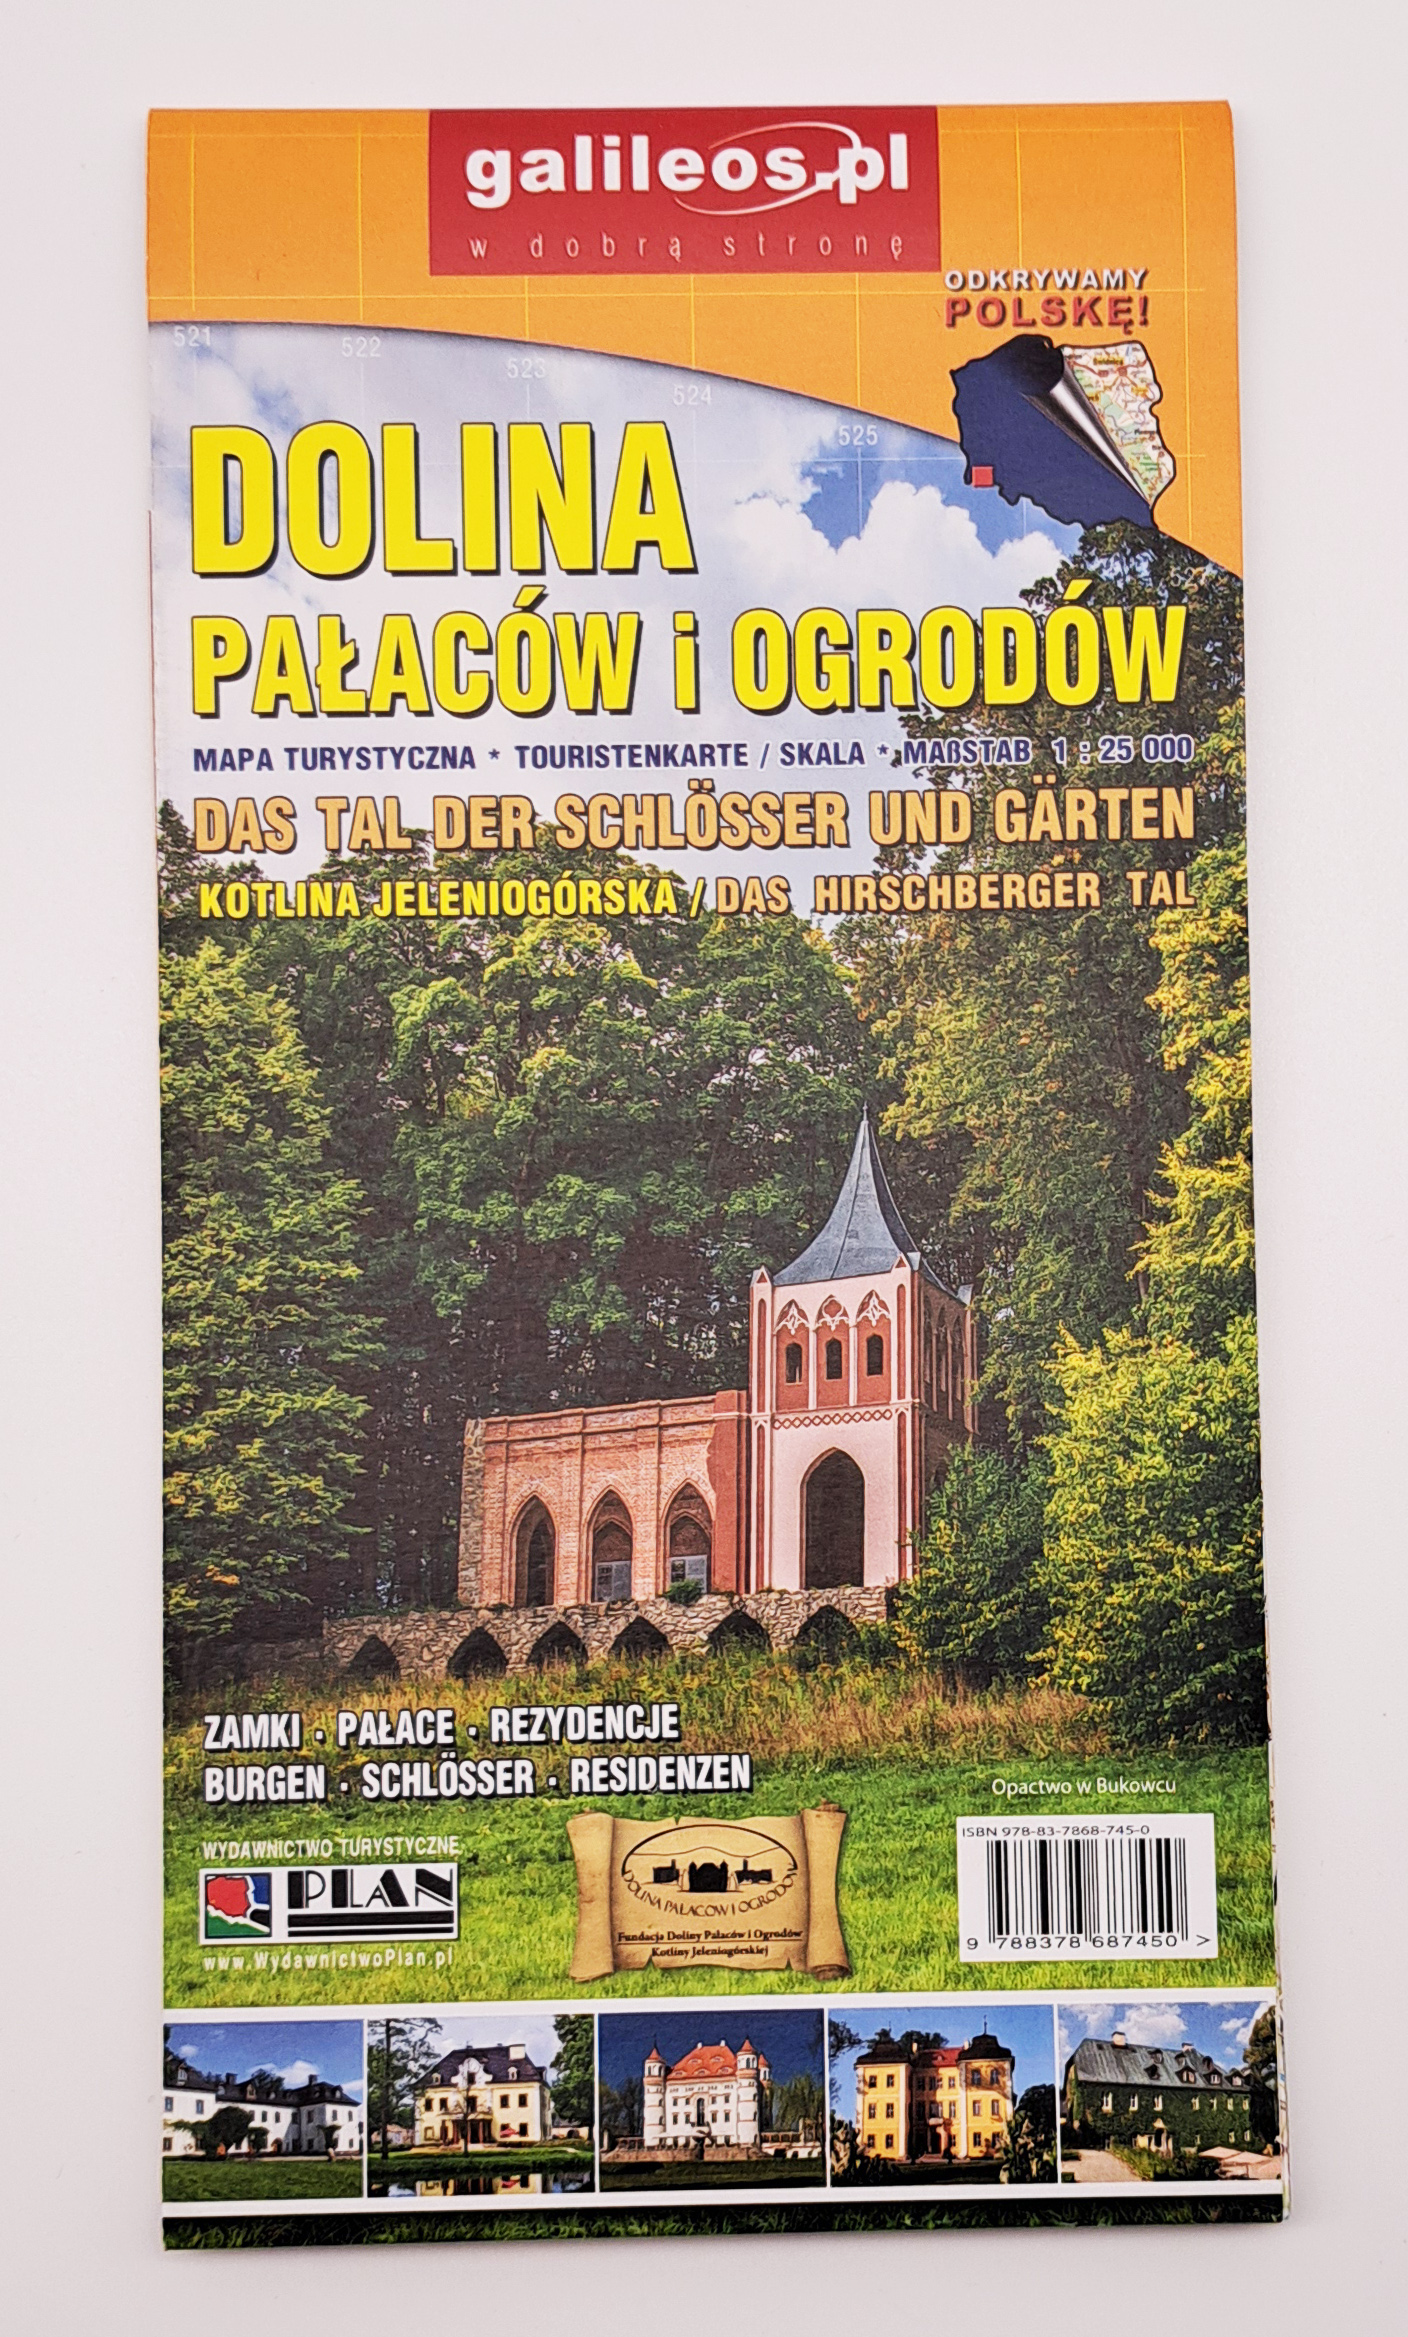 galileos.pl
w dobrą stronę
ODKRYWAMY
POLSKĘ!
521
522
523
524
525
DOLINA
PAŁACÓW i OGRODÓW
MAPA TURYSTYCZNA * TOURISTENKARTE / SKALA * MAßSTAB 1 : 25 000
DAS TAL DER SCHLÖSSER UND GÄRTEN
KOTLINA JELENIOGÓRSKA / DAS HIRSCHBERGER TAL
ZAMKI · PAŁACE · REZYDENCJE
BURGEN · SCHLÖSSER · RESIDENZEN
Opactwo w Bukowcu
WYDAWNICTWO TURYSTYCZNE
PLAN
www.WydawnictwoPlan.pl
DOLINA PAŁACÓW I OGRODÓW
Fundacja Doliny Pałaców i Ogrodów
Kotliny Jeleniogórskiej
ISBN 978-83-7868-745-0
9 788378 687450 >